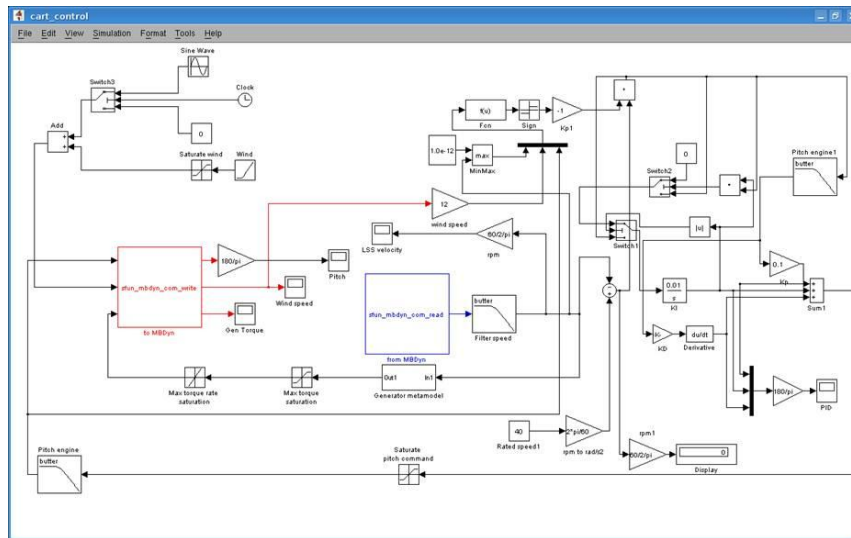 cart_control
File Edit View Simulation Format Tools Help
Sine Wave
Switch3
Clock
Add
0
Saturate wind
Wind
f(u)
Fcn
Sign
-1
Kp1
1.0e-12
max
MinMax
12
wind speed
LSS velocity
60/2/pi
rpm
0
Switch2
Pitch engine1
butter
Switch1
|u|
0.1
Kp
0.01
s
KI
Sum1
K-
KD
du/dt
Derivative
180/pi
PID
sfun_mbdyn_com_write
to MBDyn
180/pi
Pitch
Wind speed
Gen Torque
sfun_mbdyn_com_read
from MBDyn
butter
Filter speed
Max torque rate
saturation
Max torque
saturation
Out1 In1
Generator metamodel
40
Rated speed1
2*pi/60
rpm to rad/s2
rpm1
60/2/pi
0
Display
Pitch engine
butter
Saturate
pitch command